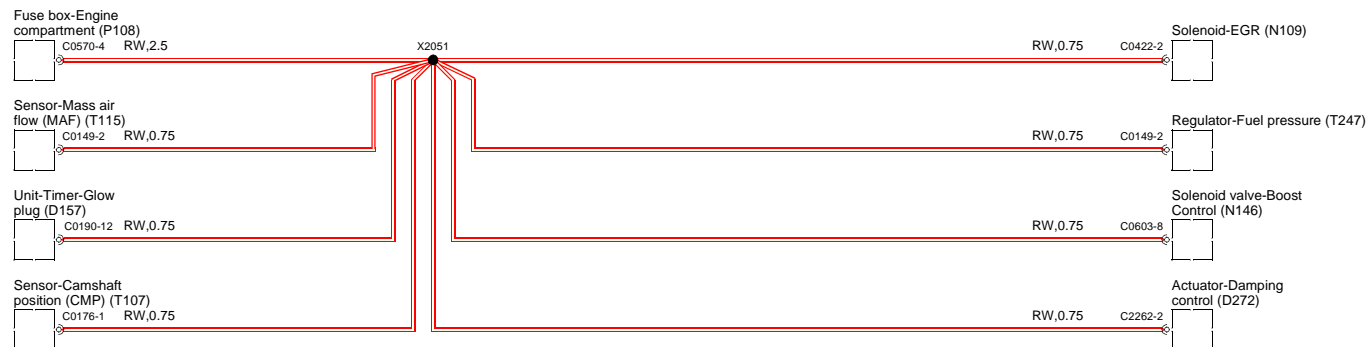 Fuse box-Engine
compartment (P108)
C0570-4 RW,2.5
X2051
RW,0.75 C0422-2
Solenoid-EGR (N109)
Sensor-Mass air
flow (MAF) (T115)
C0149-2 RW,0.75
RW,0.75 C0149-2
Regulator-Fuel pressure (T247)
Unit-Timer-Glow
plug (D157)
C0190-12 RW,0.75
RW,0.75 C0603-8
Solenoid valve-Boost
Control (N146)
Sensor-Camshaft
position (CMP) (T107)
C0176-1 RW,0.75
RW,0.75 C2262-2
Actuator-Damping
control (D272)